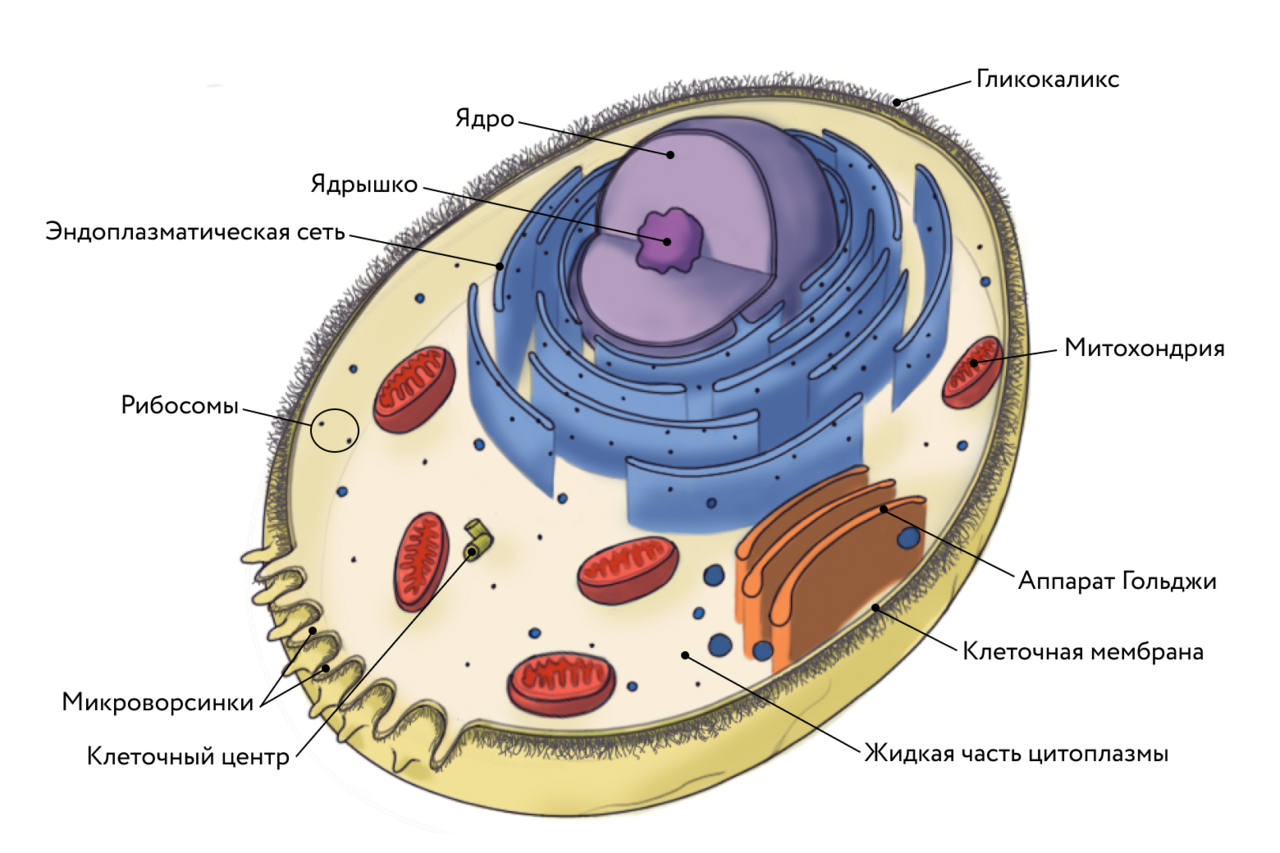 Гликокаликс
Ядро
Ядрышко
Эндоплазматическая сеть
Митохондрия
Рибосомы
Аппарат Гольджи
Клеточная мембрана
Микроворсинки
Клеточный центр
Жидкая часть цитоплазмы